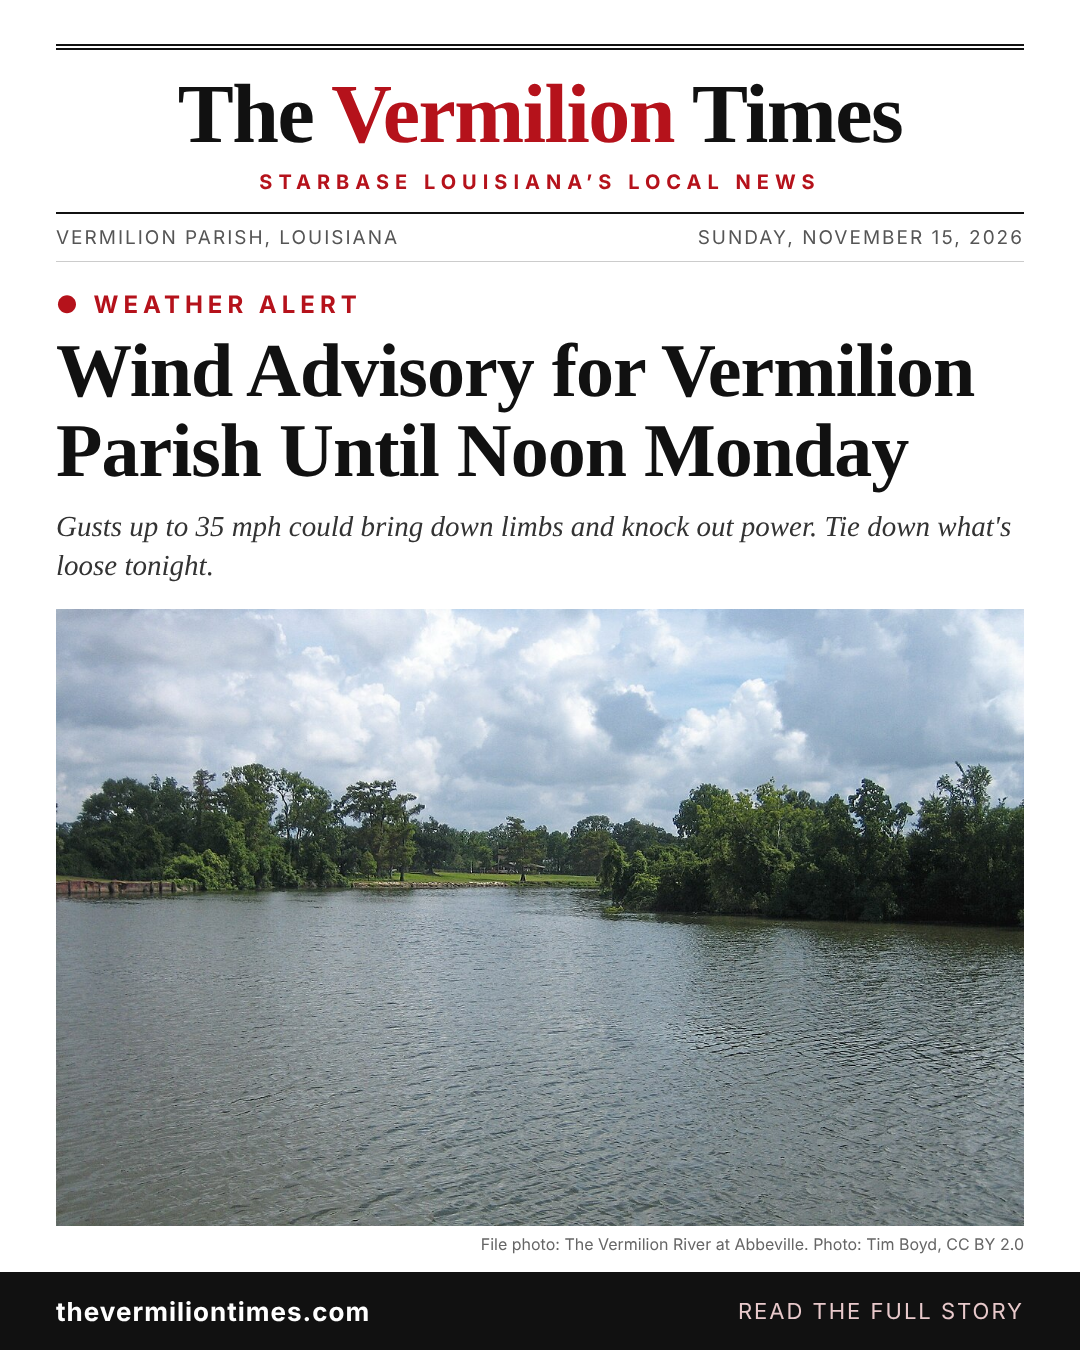 The Vermilion Times
STARBASE LOUISIANA’S LOCAL NEWS
VERMILION PARISH, LOUISIANA
SUNDAY, NOVEMBER 15, 2026
WEATHER ALERT
Wind Advisory for Vermilion
Parish Until Noon Monday
Gusts up to 35 mph could bring down limbs and knock out power. Tie down what's
loose tonight.
File photo: The Vermilion River at Abbeville. Photo: Tim Boyd, CC BY 2.0
thevermiliontimes.com
READ THE FULL STORY